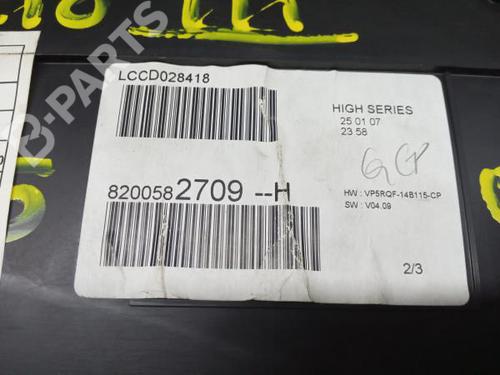 LCCD028418
HIGH SERIES
25 01 07
23 58
8200582709 --H
HW : VP5RQF-14B115-CP
SW : V04.09
2/3
B-PARTS